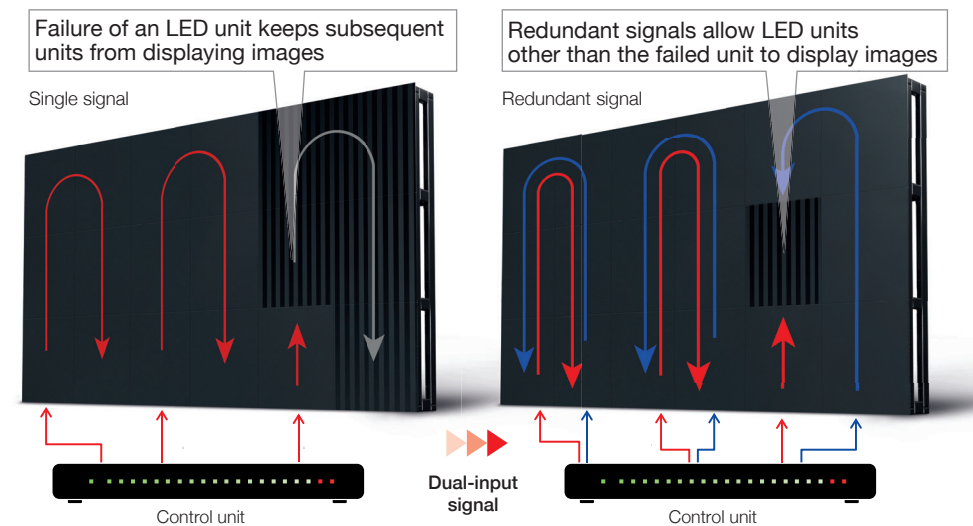 Failure of an LED unit keeps subsequent
units from displaying images
Single signal
Control unit
Dual-input
signal
Redundant signals allow LED units
other than the failed unit to display images
Redundant signal
Control unit